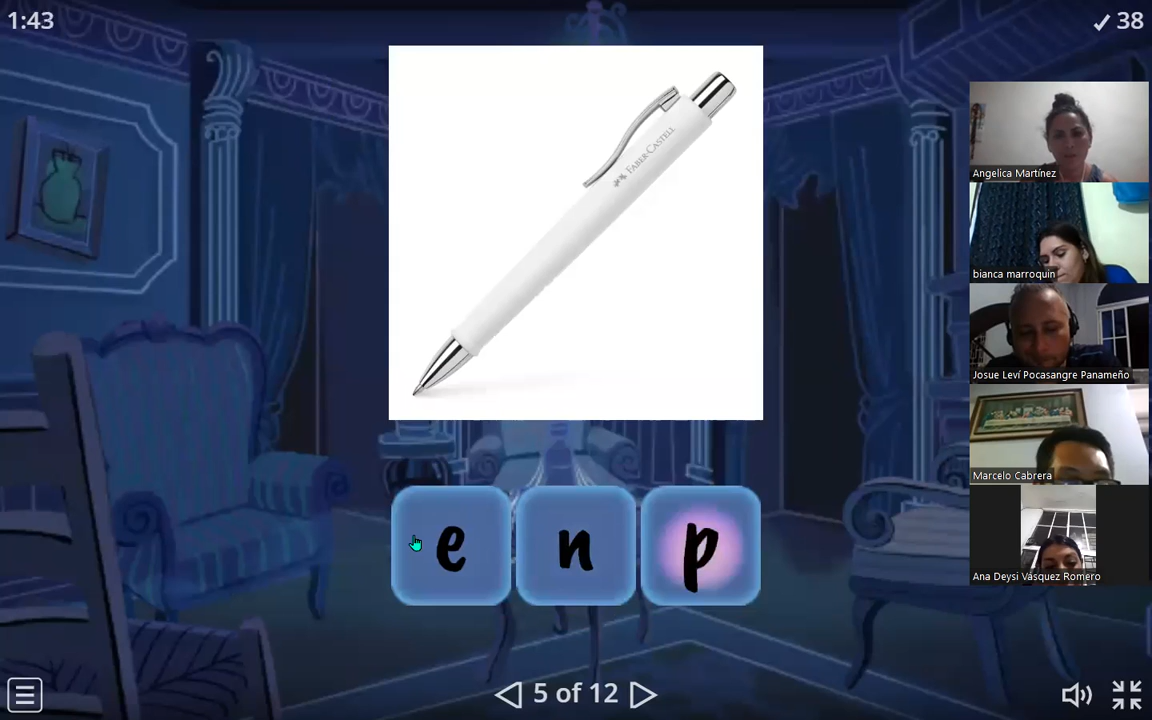 1:43
✓ 38
FABER-CASTELL
Angelica Martínez
bianca marroquin
Josue Leví Pocasangre Panameño
Marcelo Cabrera
Ana Deysi Vásquez Romero
e n p
5 of 12